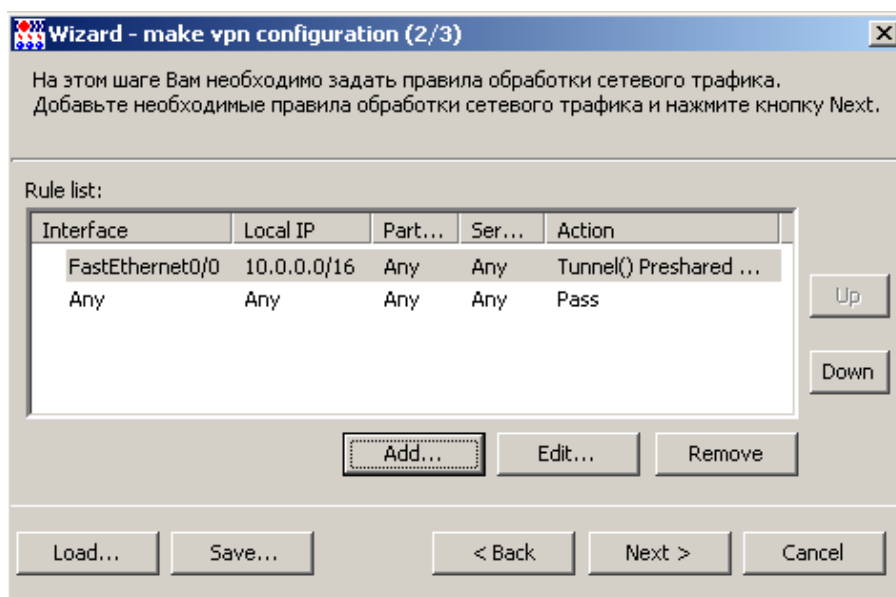 Wizard - make vpn configuration (2/3)
На этом шаге Вам необходимо задать правила обработки сетевого трафика.
Добавьте необходимые правила обработки сетевого трафика и нажмите кнопку Next.
Rule list:
Interface Local IP Part... Ser... Action
FastEthernet0/0 10.0.0.0/16 Any Any Tunnel() Preshared ...
Any Any Any Any Pass
Up
Down
Add... Edit... Remove
Load... Save... < Back Next > Cancel